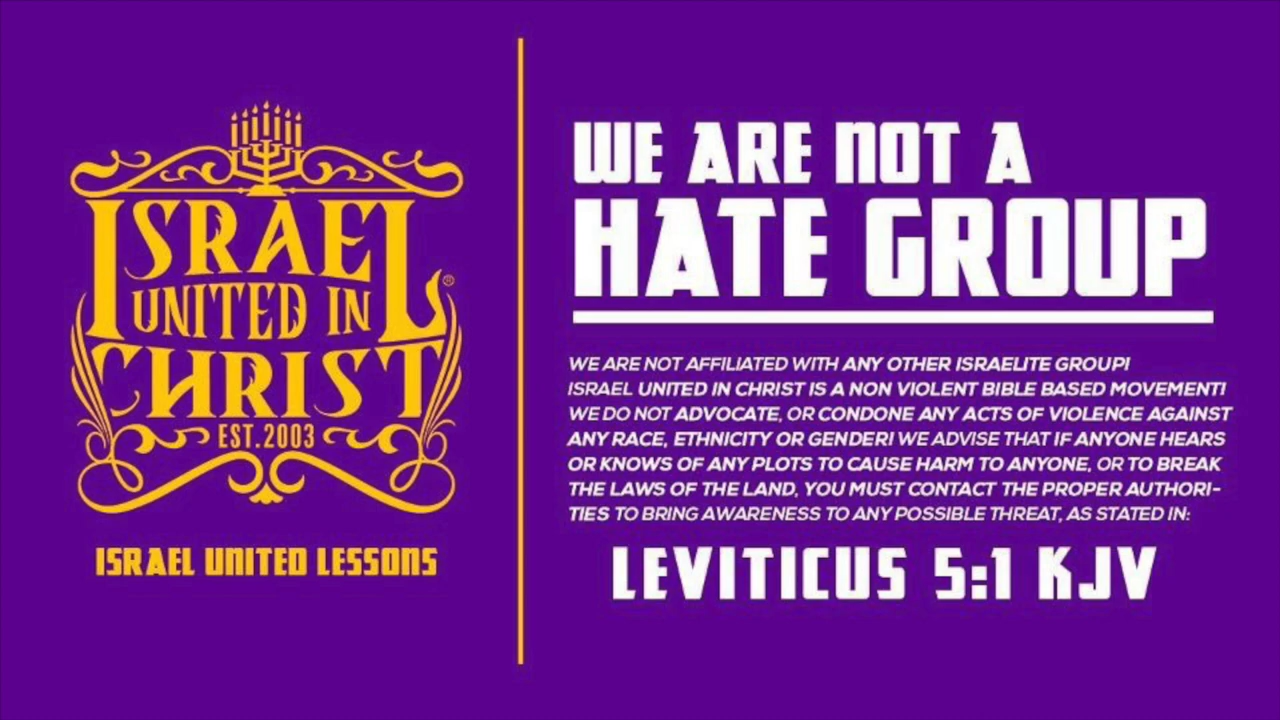 ISRAEL
UNITED IN
CHRIST
®
EST. 2003
ISRAEL UNITED LESSONS
WE ARE NOT A
HATE GROUP
WE ARE NOT AFFILIATED WITH ANY OTHER ISRAELITE GROUP!
ISRAEL UNITED IN CHRIST IS A NON VIOLENT BIBLE BASED MOVEMENT!
WE DO NOT ADVOCATE, OR CONDONE ANY ACTS OF VIOLENCE AGAINST
ANY RACE, ETHNICITY OR GENDER! WE ADVISE THAT IF ANYONE HEARS
OR KNOWS OF ANY PLOTS TO CAUSE HARM TO ANYONE, OR TO BREAK
THE LAWS OF THE LAND, YOU MUST CONTACT THE PROPER AUTHORI-
TIES TO BRING AWARENESS TO ANY POSSIBLE THREAT, AS STATED IN:
LEVITICUS 5:1 KJV